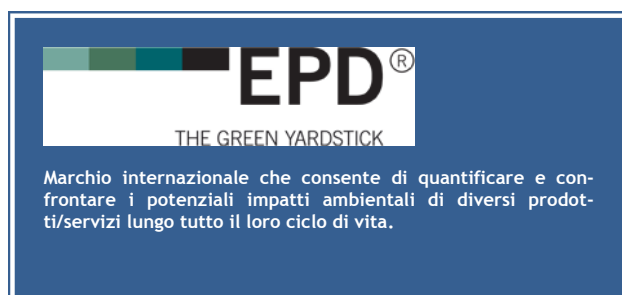 EPD®
THE GREEN YARDSTICK
Marchio internazionale che consente di quantificare e con-
frontare i potenziali impatti ambientali di diversi prodot-
ti/servizi lungo tutto il loro ciclo di vita.